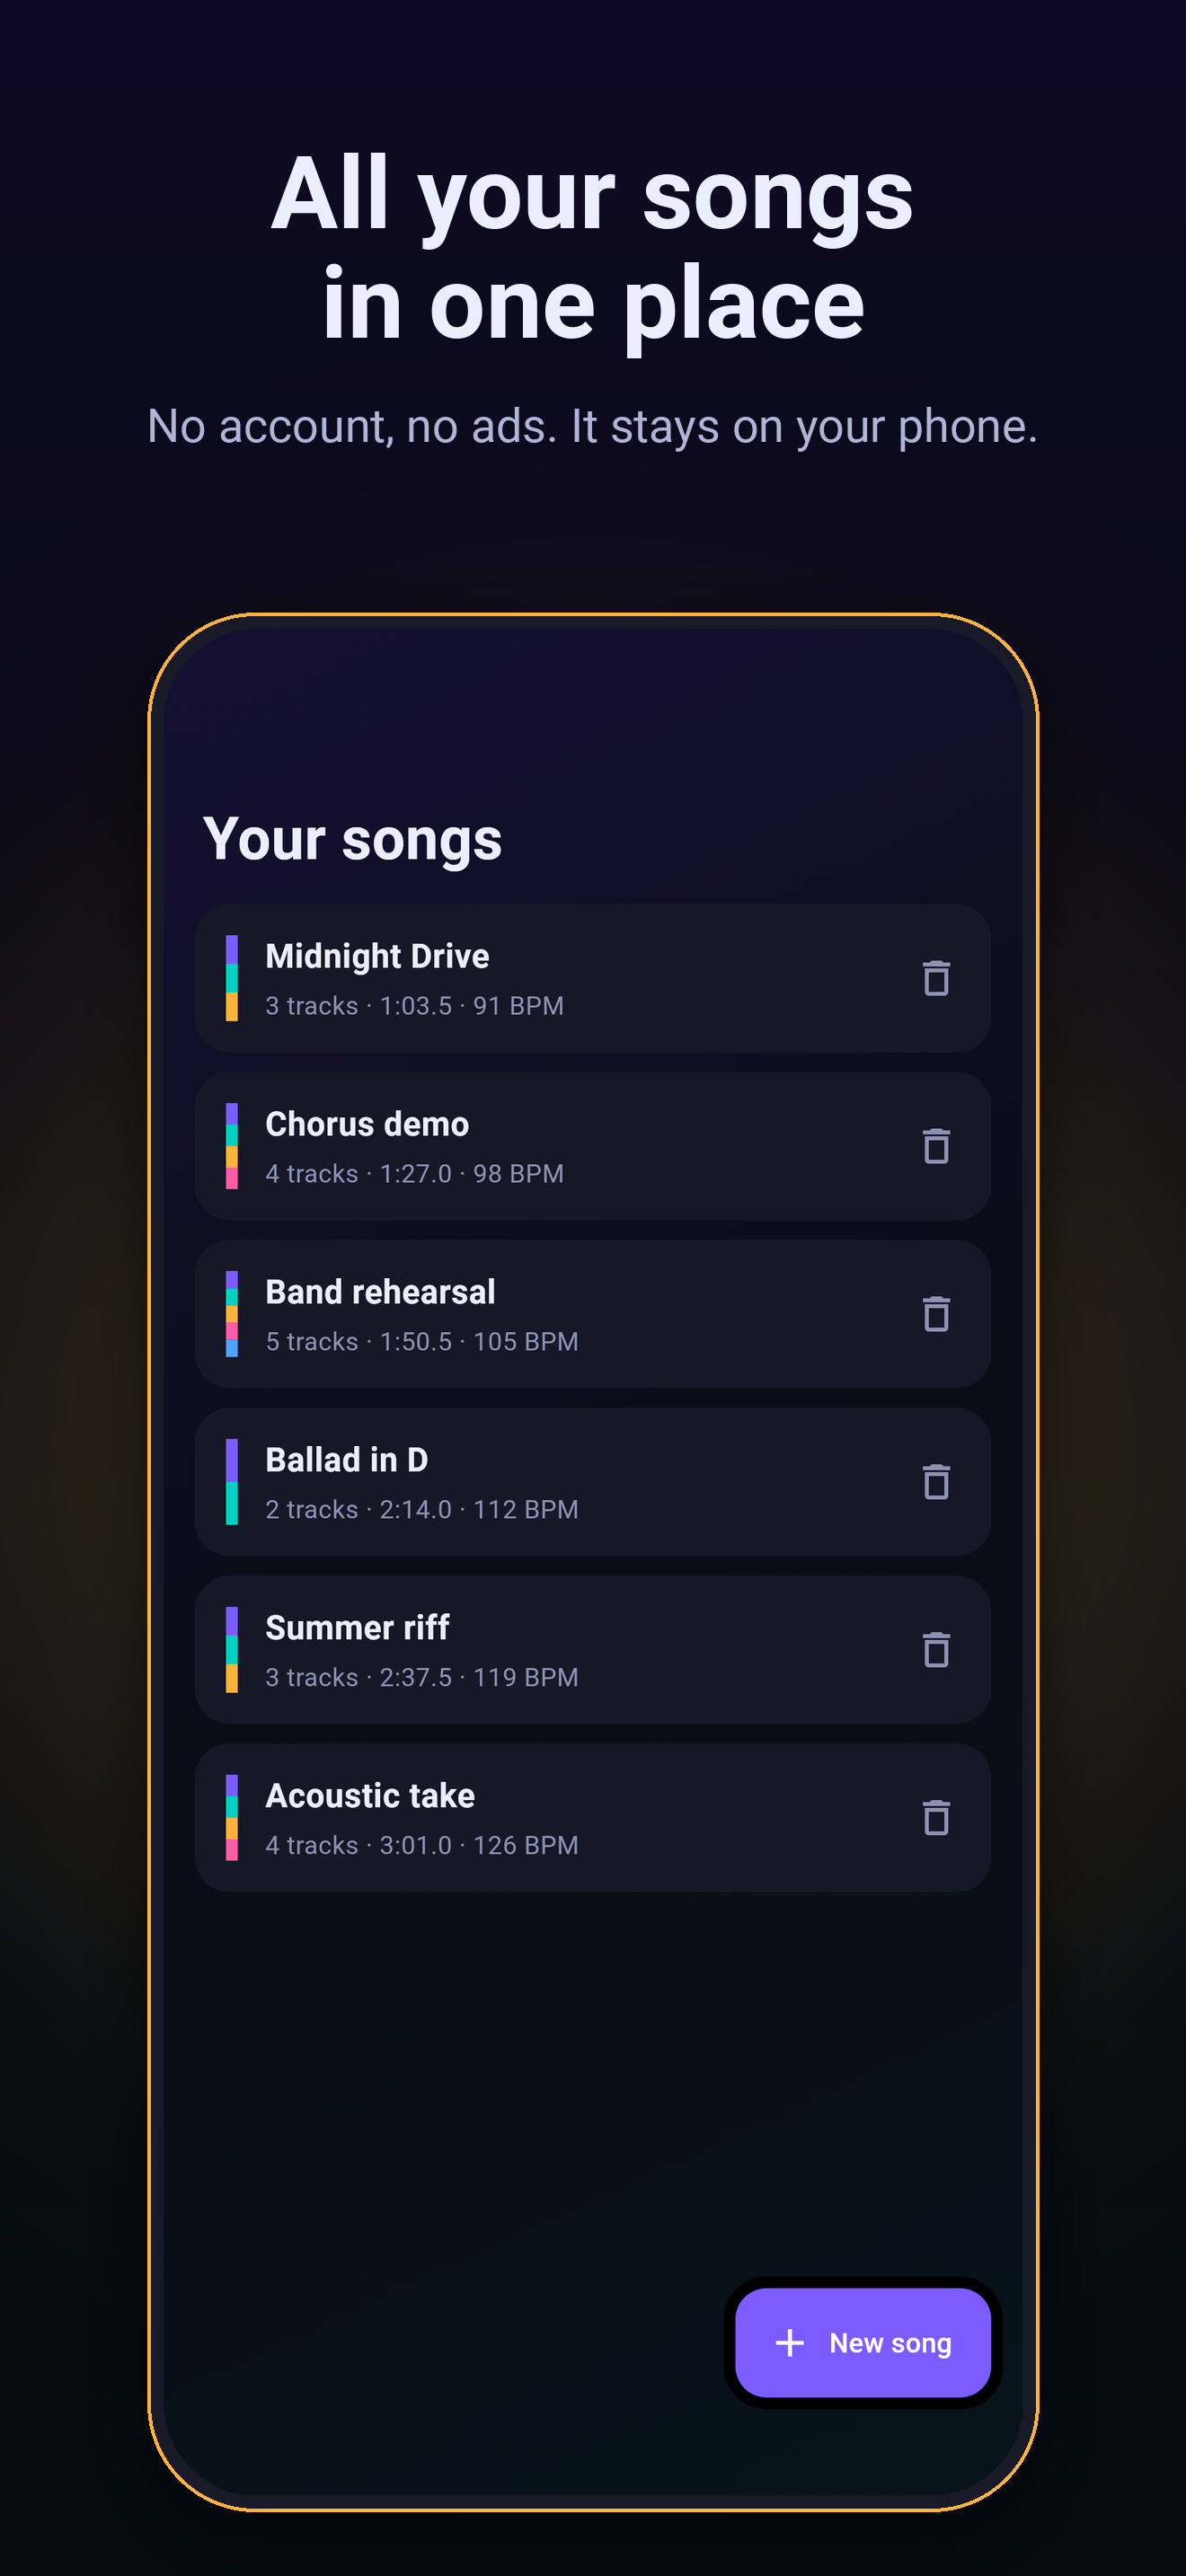 All your songs
in one place
No account, no ads. It stays on your phone.
Your songs
Midnight Drive
3 tracks · 1:03.5 · 91 BPM
Chorus demo
4 tracks · 1:27.0 · 98 BPM
Band rehearsal
5 tracks · 1:50.5 · 105 BPM
Ballad in D
2 tracks · 2:14.0 · 112 BPM
Summer riff
3 tracks · 2:37.5 · 119 BPM
Acoustic take
4 tracks · 3:01.0 · 126 BPM
New song